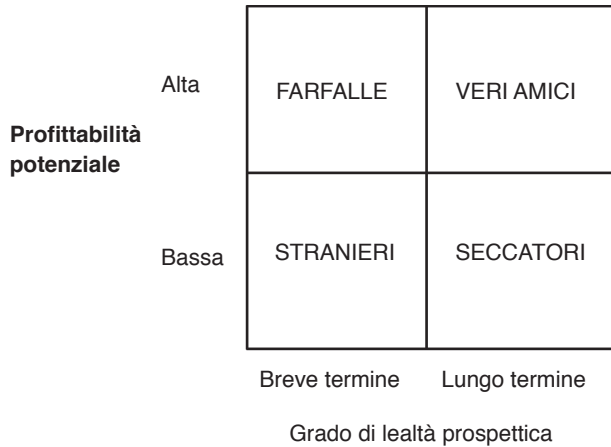 Alta
FARFALLE
VERI AMICI
Profittabilità
potenziale
Bassa
STRANIERI
SECCATORI
Breve termine
Lungo termine
Grado di lealtà prospettica